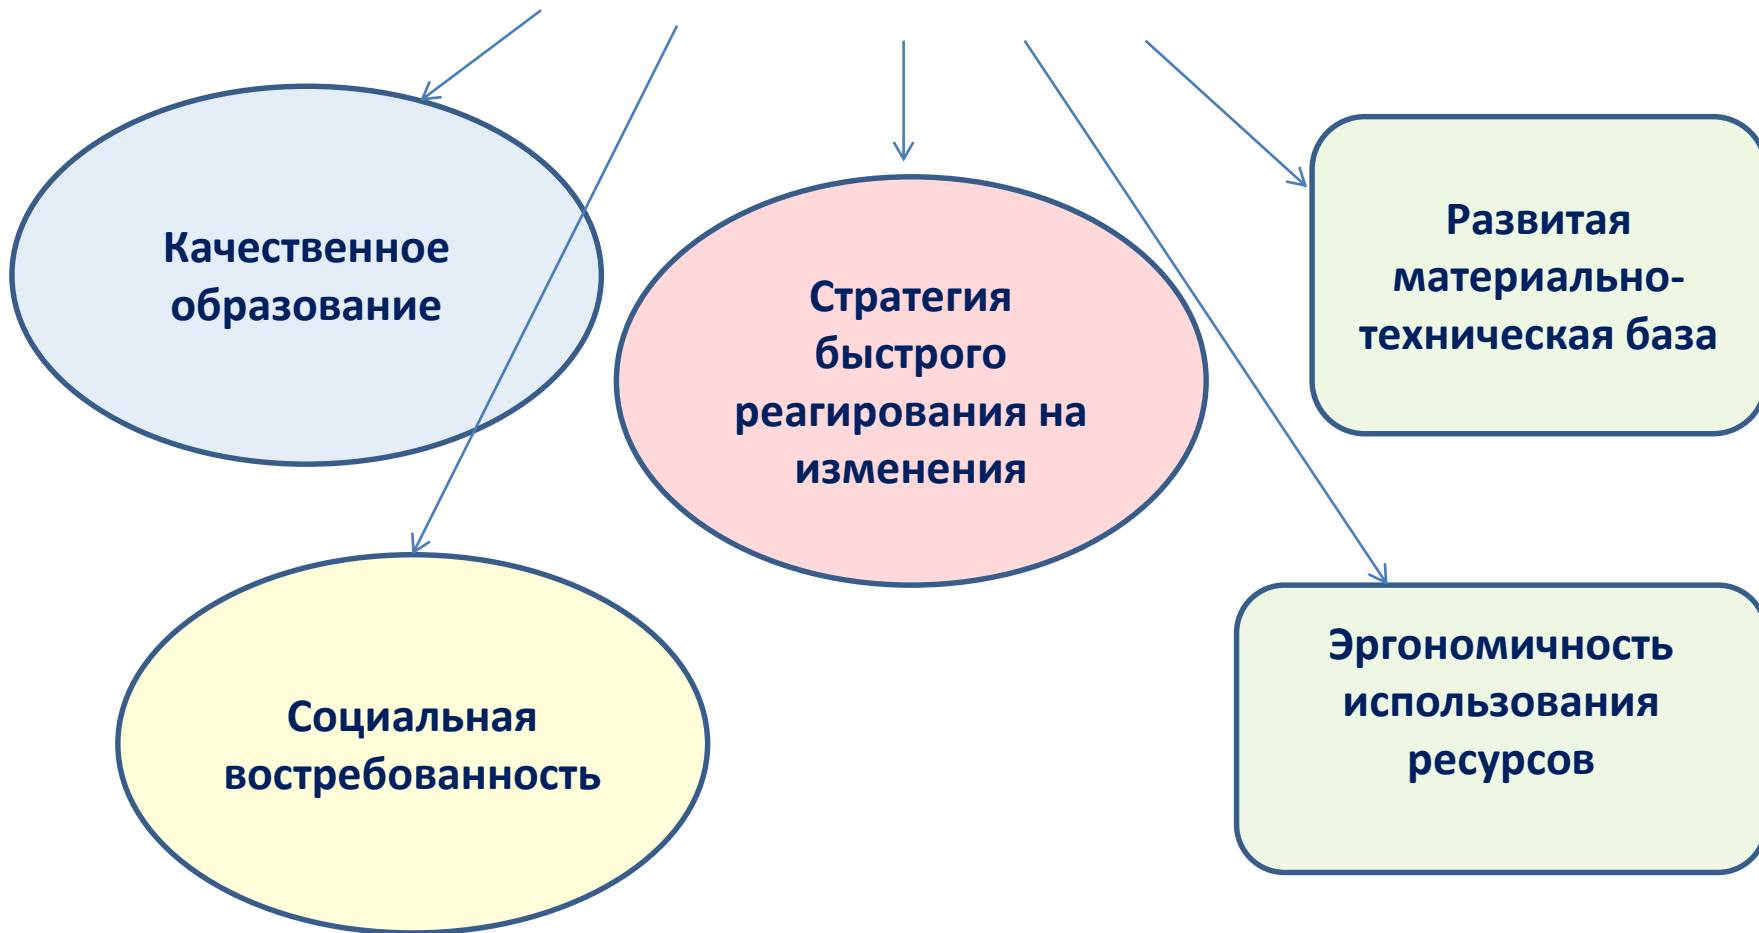 Качественное
образование
Стратегия
быстрого
реагирования на
изменения
Развитая
материально-
техническая база
Социальная
востребованность
Эргономичность
использования
ресурсов